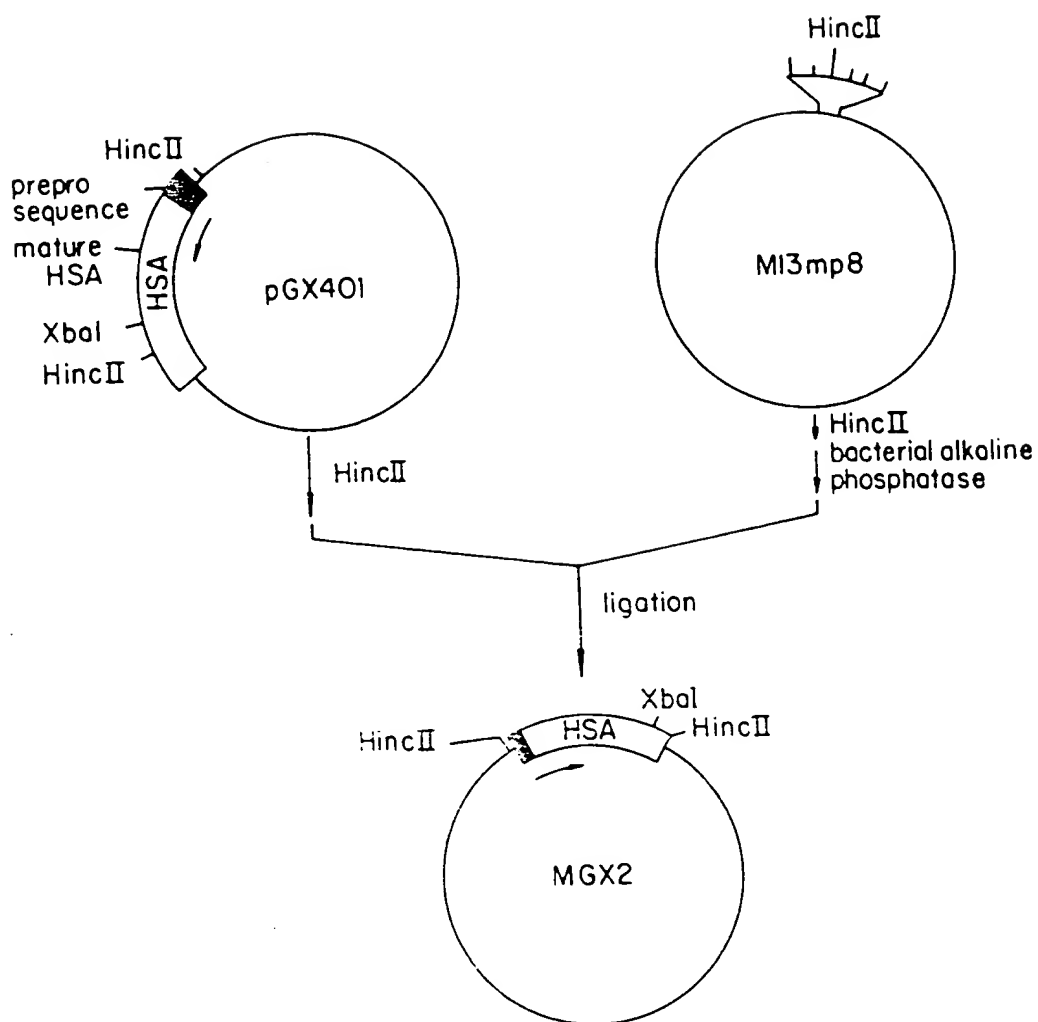 HincII
HincII
prepro
sequence
mature
HSA
HSA
XbaI
HincII
pGX401
M13mp8
HincII
HincII
bacterial alkaline
phosphatase
ligation
XbaI
HincII
HSA
HincII
MGX2